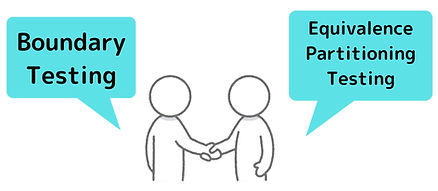 Boundary
Testing
Equivalence
Partitioning
Testing